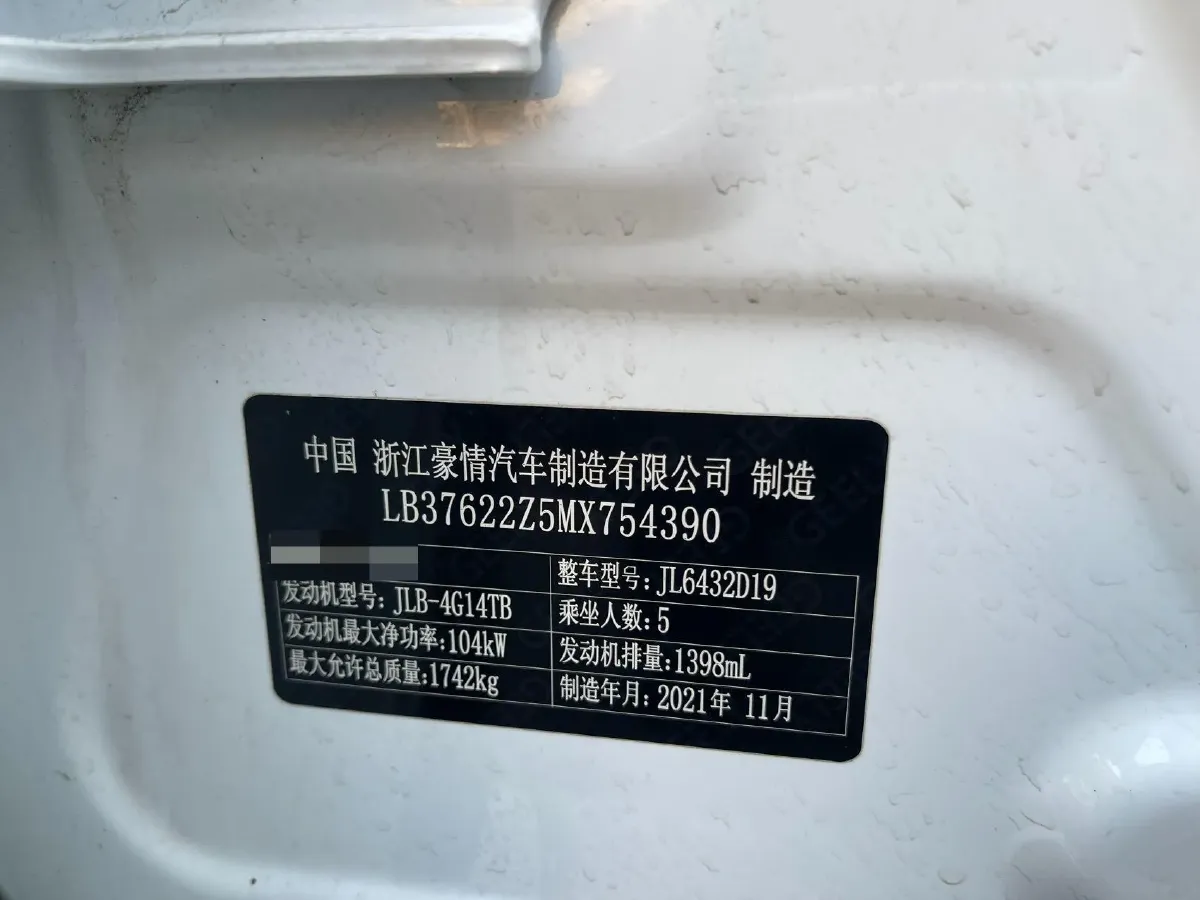 中国 浙江豪情汽车制造有限公司 制造
LB37622Z5MX754390
整车型号:JL6432D19
发动机型号:JLB-4G14TB
乘坐人数:5
发动机最大净功率:104kW
发动机排量:1398mL
最大允许总质量:1742kg
制造年月:2021年 11月